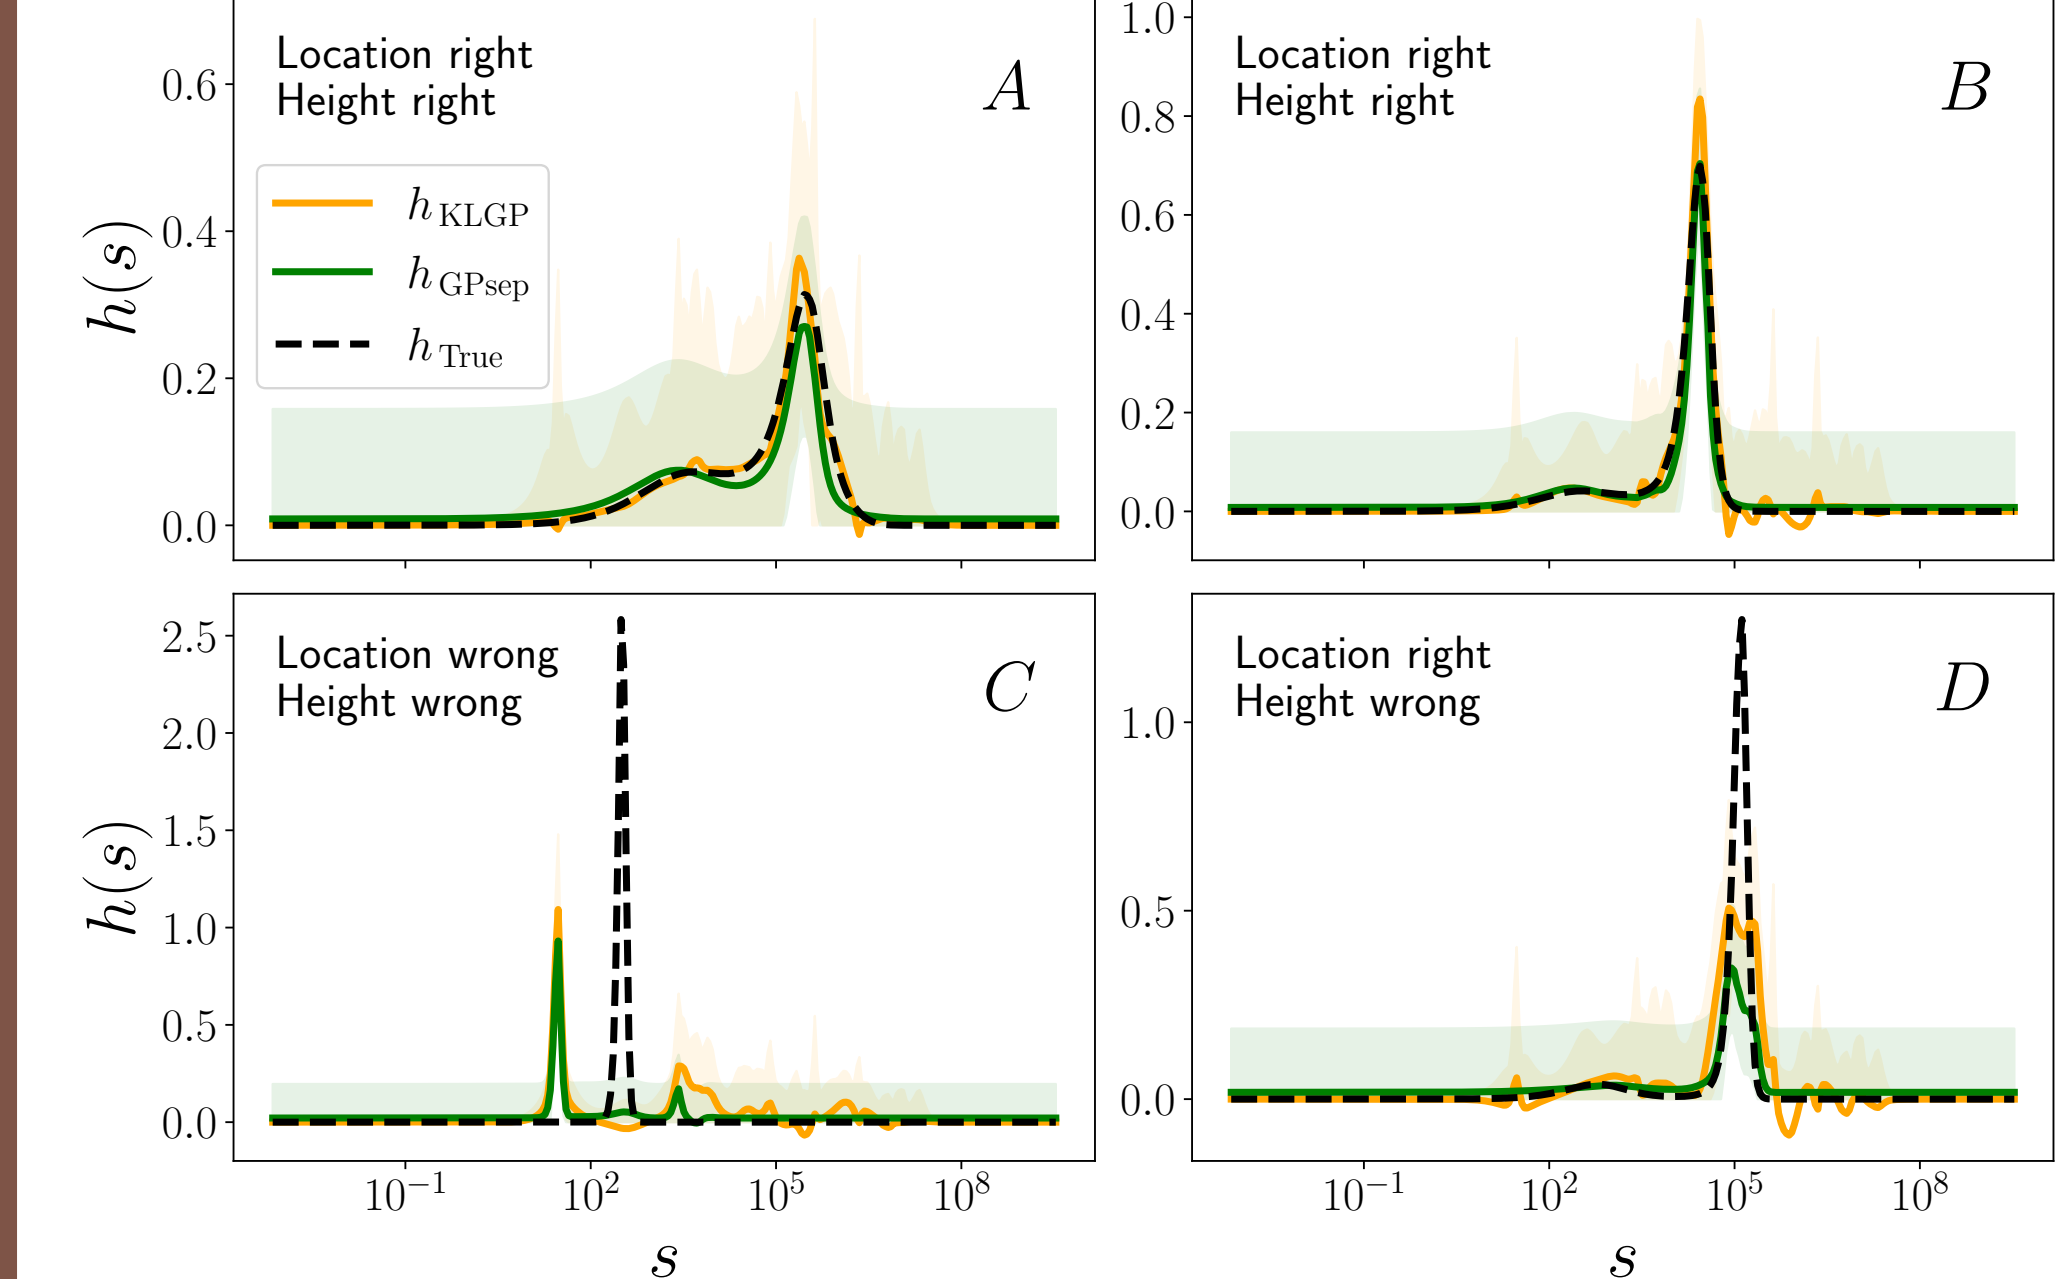 Location right
Height right
A
0.6
0.4
0.2
0.0
h(s)
h KLGP
h GPsep
h True
Location right
Height right
B
1.0
0.8
0.6
0.4
0.2
0.0
Location wrong
Height wrong
C
2.5
2.0
1.5
1.0
0.5
0.0
h(s)
10⁻¹
10²
10⁵
10⁸
s
Location right
Height wrong
D
1.0
0.5
0.0
10⁻¹
10²
10⁵
10⁸
s